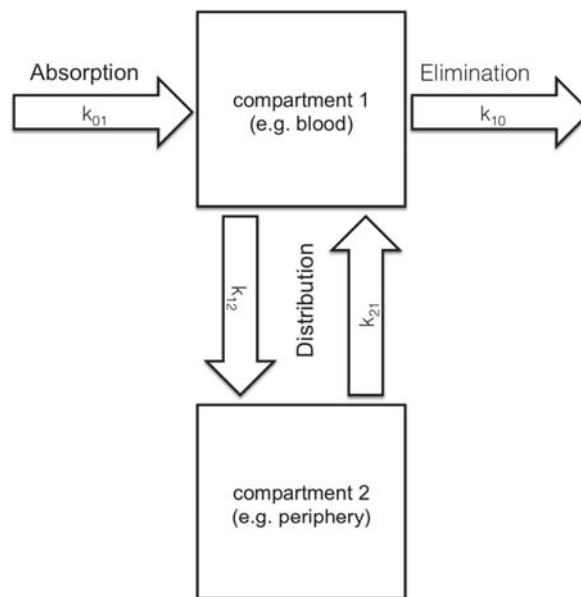 Absorption
k01
compartment 1
(e.g. blood)
Elimination
k10
k12
Distribution
k21
compartment 2
(e.g. periphery)